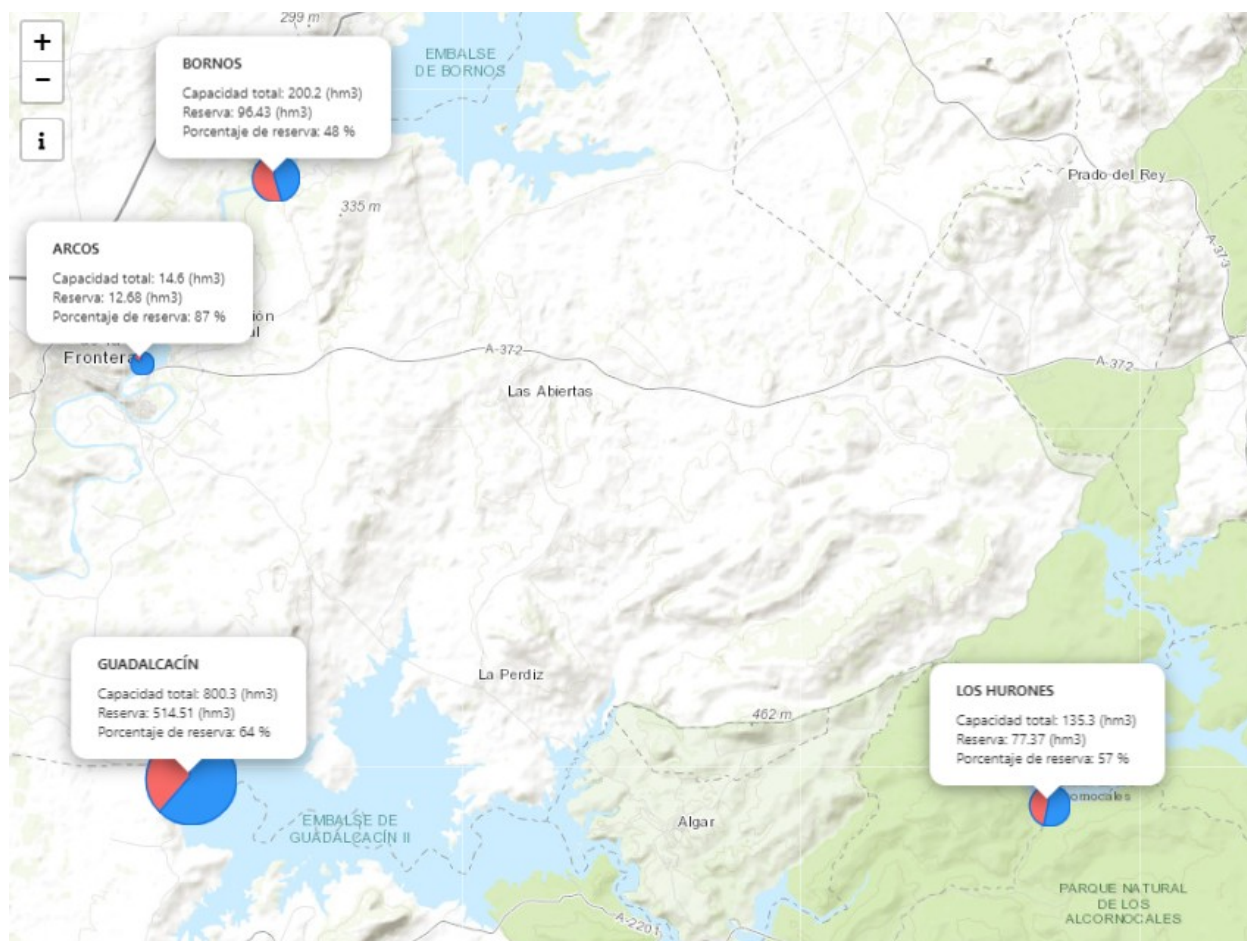 299 m
+
−
i
BORNOS
Capacidad total: 200.2 (hm3)
Reserva: 96.43 (hm3)
Porcentaje de reserva: 48 %
EMBALSE
DE BORNOS
Prado del Rey
335 m
A-373
ARCOS
Capacidad total: 14.6 (hm3)
Reserva: 12.68 (hm3)
Porcentaje de reserva: 87 %
Frontera
A-372
A-372
Las Abiertas
GUADALCACÍN
Capacidad total: 800.3 (hm3)
Reserva: 514.51 (hm3)
Porcentaje de reserva: 64 %
La Perdiz
462 m
LOS HURONES
Capacidad total: 135.3 (hm3)
Reserva: 77.37 (hm3)
Porcentaje de reserva: 57 %
EMBALSE DE
GUADALCACÍN II
Algar
PARQUE NATURAL
DE LOS
ALCORNOCALES
A-2201